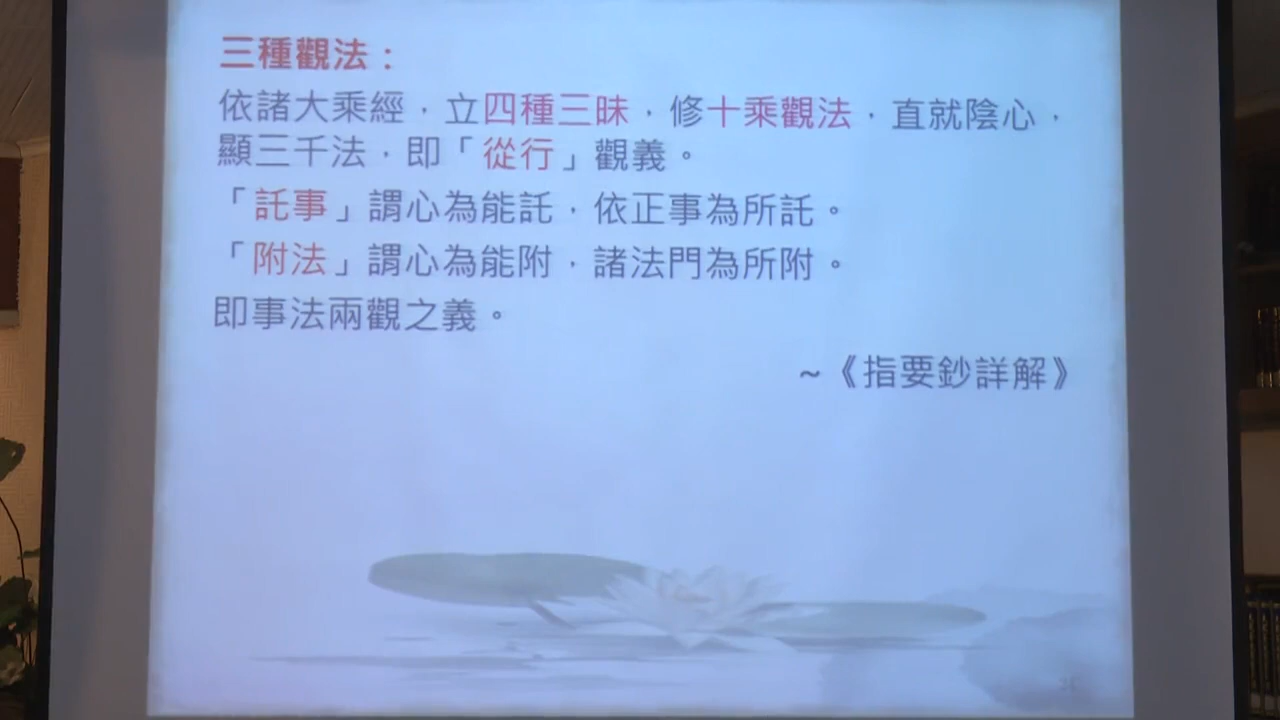 三種觀法：
依諸大乘經，立四種三昧，修十乘觀法，直就陰心，
顯三千法，即「從行」觀義。
「託事」謂心為能託，依正事為所託。
「附法」謂心為能附，諸法門為所附。
即事法兩觀之義。
~《指要鈔詳解》